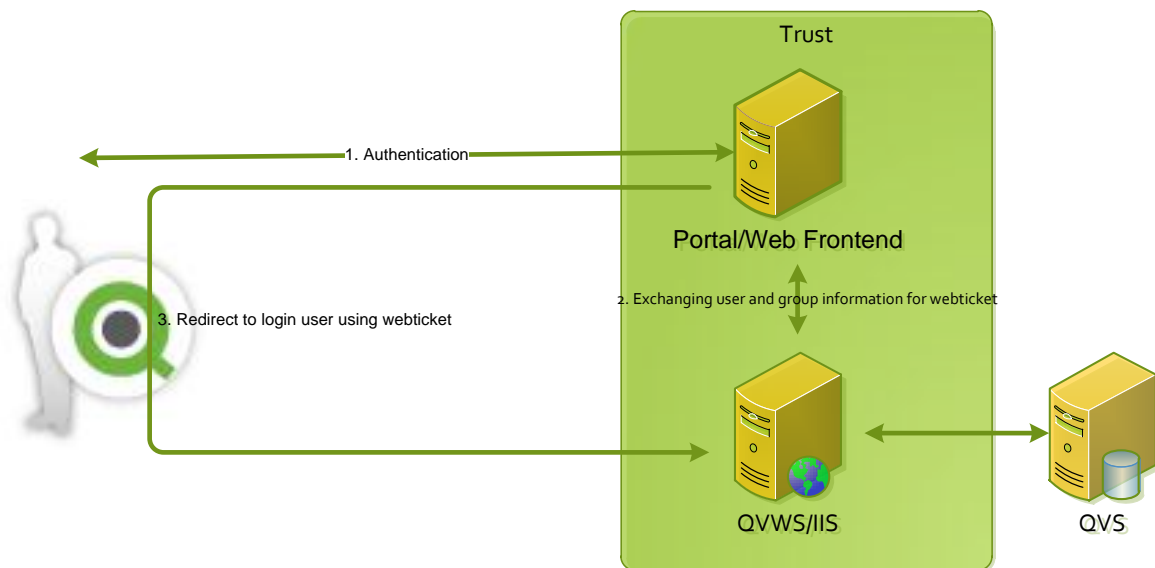 Trust
1. Authentication
Portal/Web Frontend
2. Exchanging user and group information for webticket
3. Redirect to login user using webticket
QVWS/IIS
QVS